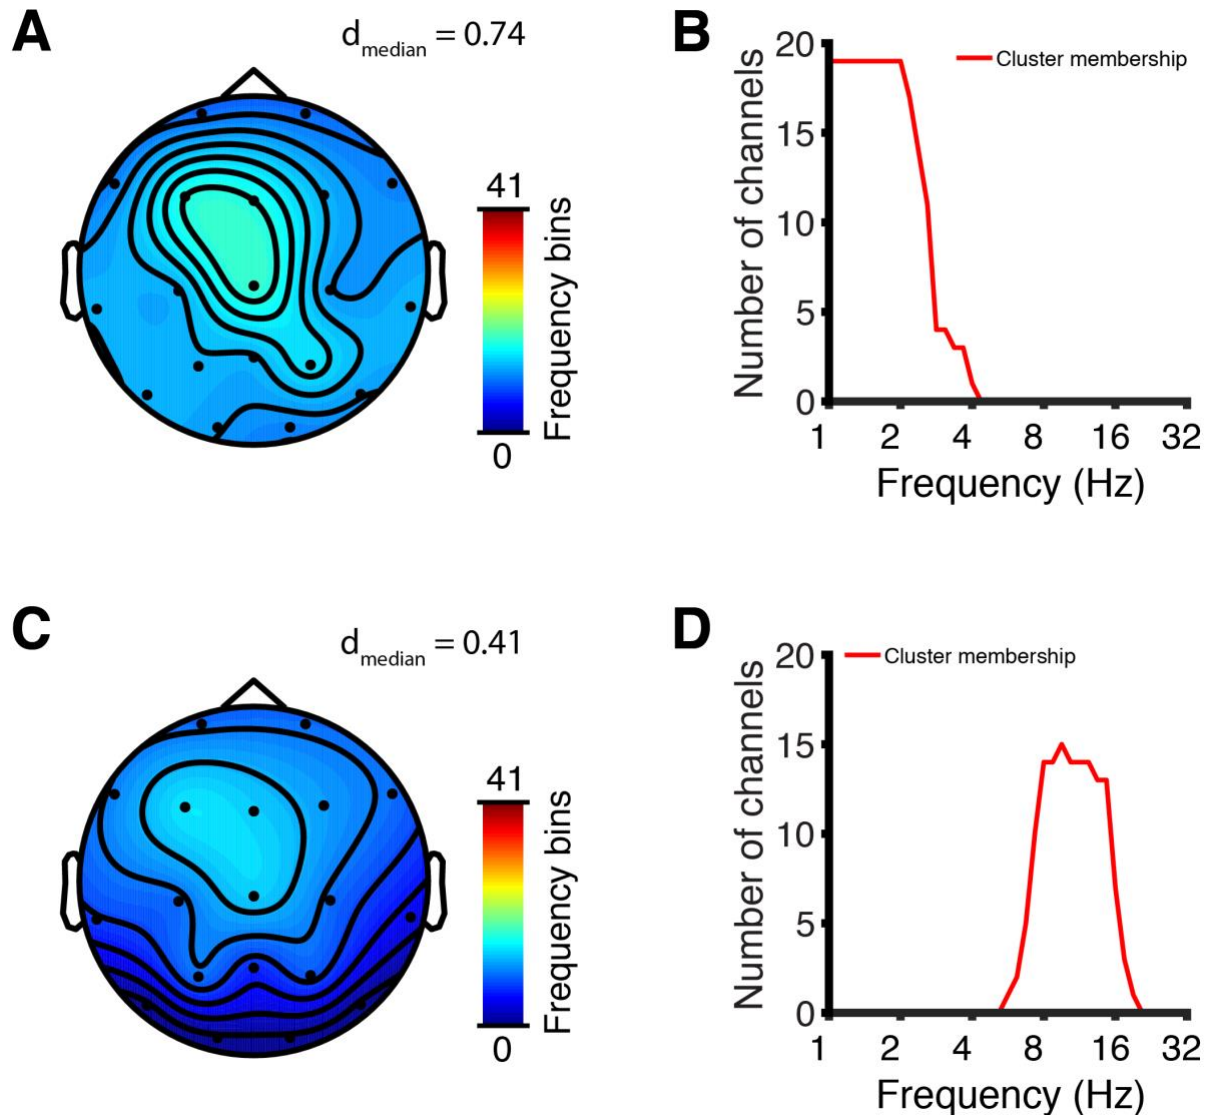 A
d_median = 0.74
41
Frequency bins
0
B
Cluster membership
Number of channels
20
15
10
5
0
1 2 4 8 16 32
Frequency (Hz)
C
d_median = 0.41
41
Frequency bins
0
D
Cluster membership
Number of channels
20
15
10
5
0
1 2 4 8 16 32
Frequency (Hz)